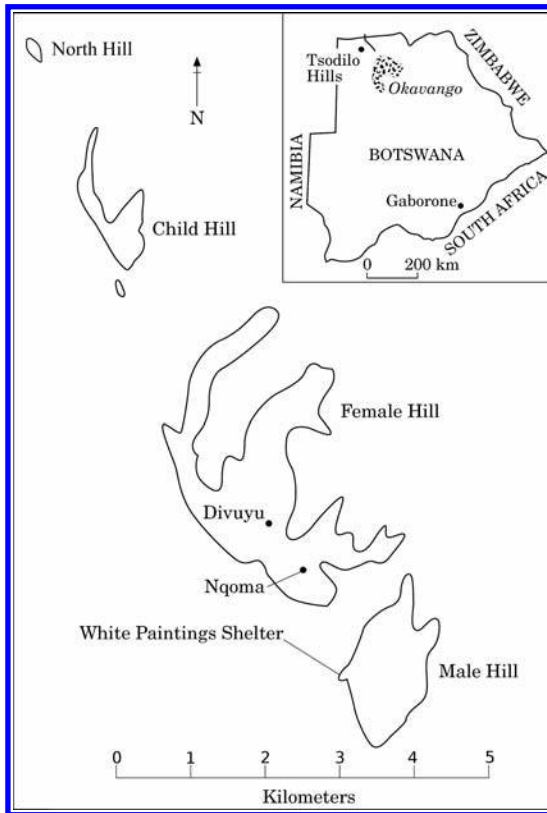 North Hill
N
Child Hill
Tsodilo
Hills
Okavango
ZIMBABWE
NAMIBIA
BOTSWANA
Gaborone
SOUTH AFRICA
0 200 km
Female Hill
Divuyu
Nqoma
White Paintings Shelter
Male Hill
0 1 2 3 4 5
Kilometers